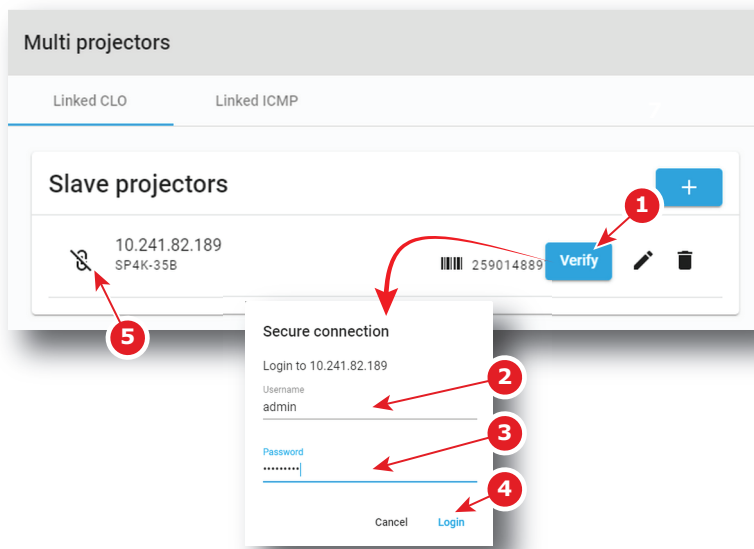 Multi projectors
Linked CLO Linked ICMP
Slave projectors +
1
10.241.82.189
SP4K-35B
259014889 Verify
5
Secure connection
Login to 10.241.82.189
2
Username
admin
3
Password
•••••••••
4
Cancel Login